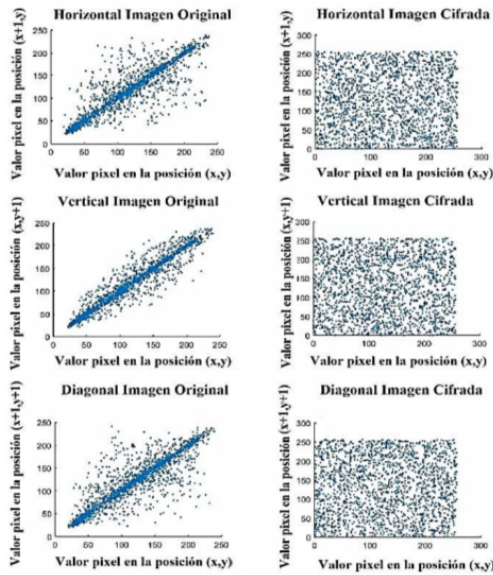 Horizontal Imagen Original
Valor pixel en la posición (x+1,y)
250
200
150
100
50
0
50 100 150 200 250
Valor pixel en la posición (x,y)
Horizontal Imagen Cifrada
Valor pixel en la posición (x+1,y)
300
250
200
150
100
50
0
0 100 200 300
Valor pixel en la posición (x,y)
Vertical Imagen Original
Valor pixel en la posición (x,y+1)
250
200
150
100
50
0
50 100 150 200 250
Valor pixel en la posición (x,y)
Vertical Imagen Cifrada
Valor pixel en la posición (x,y+1)
300
250
200
150
100
50
0
0 100 200 300
Valor pixel en la posición (x,y)
Diagonal Imagen Original
Valor pixel en la posición (x+1,y+1)
250
200
150
100
50
0
50 100 150 200 250
Valor pixel en la posición (x,y)
Diagonal Imagen Cifrada
Valor pixel en la posición (x+1,y+1)
300
250
200
150
100
50
0
0 100 200 300
Valor pixel en la posición (x,y)